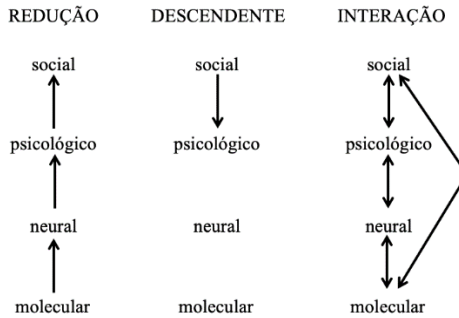 REDUÇÃO DESCENDENTE INTERAÇÃO
social social social
psicológico psicológico psicológico
neural neural neural
molecular molecular molecular